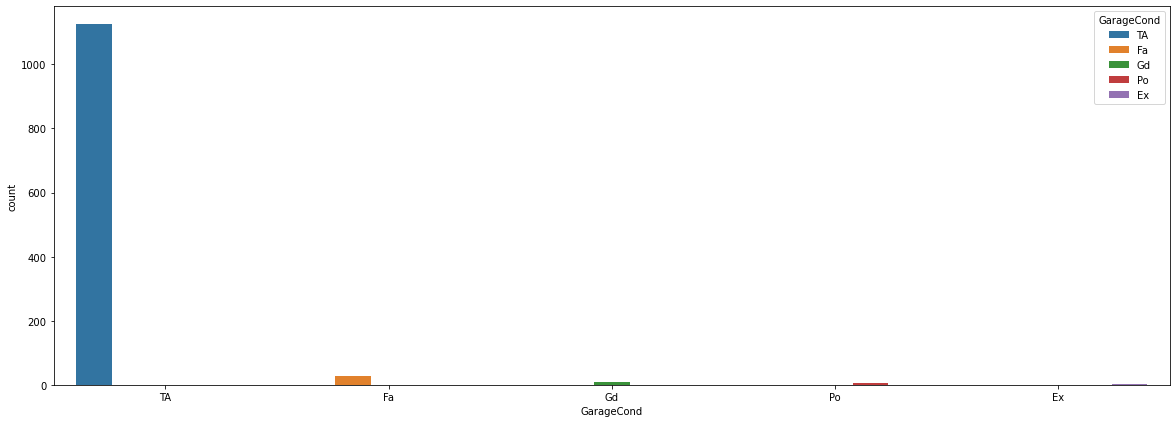 GarageCond
TA
Fa
Gd
Po
Ex
1000
800
600
400
200
0
count
TA Fa Gd Po Ex
GarageCond